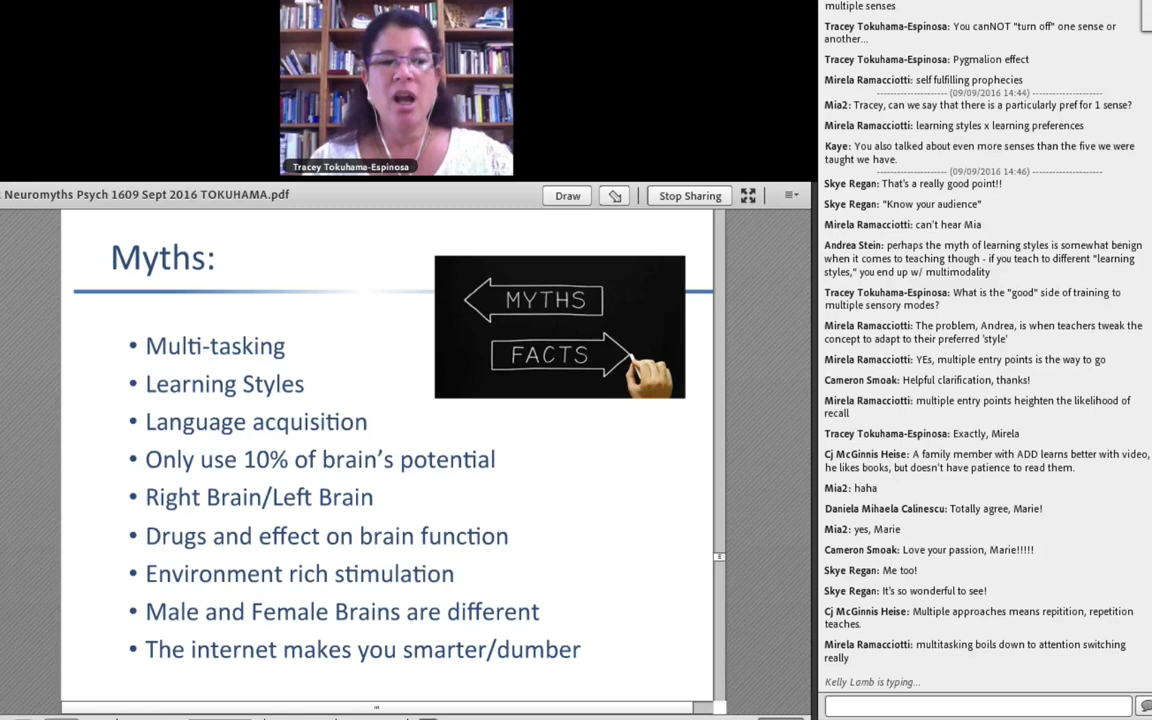 Tracey Tokuhama-Espinosa
Neuromyths Psych 1609 Sept 2016 TOKUHAMA.pdf
Draw
Stop Sharing
Myths:
MYTHS
FACTS
• Multi-tasking
• Learning Styles
• Language acquisition
• Only use 10% of brain's potential
• Right Brain/Left Brain
• Drugs and effect on brain function
• Environment rich stimulation
• Male and Female Brains are different
• The internet makes you smarter/dumber
multiple senses
Tracey Tokuhama-Espinosa: You canNOT "turn off" one sense or
another...
Tracey Tokuhama-Espinosa: Pygmalion effect
Mirela Ramacciotti: self fulfilling prophecies
(09/09/2016 14:44)
Mia2: Tracey, can we say that there is a particularly pref for 1 sense?
Mirela Ramacciotti: learning styles x learning preferences
Kaye: You also talked about even more senses than the five we were
taught we have.
(09/09/2016 14:46)
Skye Regan: That's a really good point!!
Skye Regan: "Know your audience"
Mirela Ramacciotti: can't hear Mia
Andrea Stein: perhaps the myth of learning styles is somewhat benign
when it comes to teaching though - if you teach to different "learning
styles," you end up w/ multimodality
Tracey Tokuhama-Espinosa: What is the "good" side of training to
multiple sensory modes?
Mirela Ramacciotti: The problem, Andrea, is when teachers tweak the
concept to adapt to their preferred 'style'
Mirela Ramacciotti: YEs, multiple entry points is the way to go
Cameron Smoak: Helpful clarification, thanks!
Mirela Ramacciotti: multiple entry points heighten the likelihood of
recall
Tracey Tokuhama-Espinosa: Exactly, Mirela
Cj McGinnis Heise: A family member with ADD learns better with video,
he likes books, but doesn't have patience to read them.
Mia2: haha
Daniela Mihaela Calinescu: Totally agree, Marie!
Mia2: yes, Marie
Cameron Smoak: Love your passion, Marie!!!!!
Skye Regan: Me too!
Skye Regan: It's so wonderful to see!
Cj McGinnis Heise: Multiple approaches means repitition, repetition
teaches.
Mirela Ramacciotti: multitasking boils down to attention switching
really
Kelly Lamb is typing...